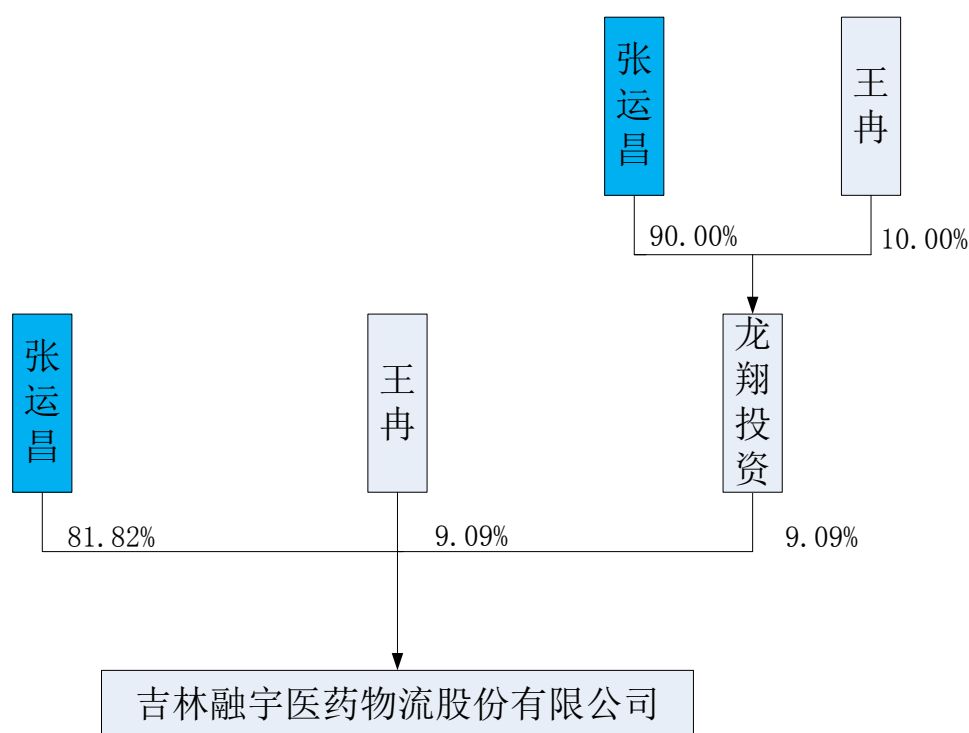 张运昌
王冉
90.00%
10.00%
张运昌
王冉
龙翔投资
81.82%
9.09%
9.09%
吉林融宇医药物流股份有限公司